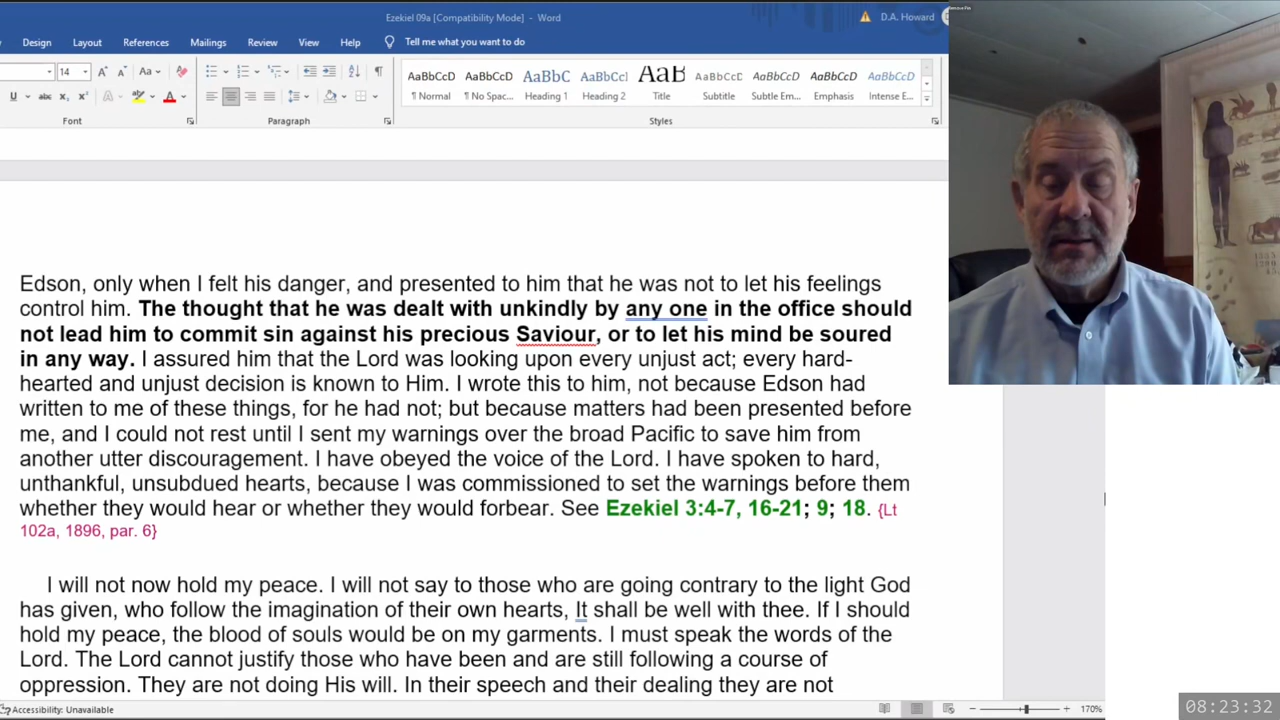 Ezekiel 09a [Compatibility Mode] - Word
D.A. Howard
Design Layout References Mailings Review View Help Tell me what you want to do
14 Aa
AaBbCcD AaBbCcD AaBbC AaBbCc AaB AaBbCcD AaBbCcD AaBbCcD AaBbCcD
¶ Normal ¶ No Spac... Heading 1 Heading 2 Title Subtitle Subtle Em... Emphasis Intense E...
Font Paragraph Styles
Edson, only when I felt his danger, and presented to him that he was not to let his feelings
control him. The thought that he was dealt with unkindly by any one in the office should
not lead him to commit sin against his precious Saviour, or to let his mind be soured
in any way. I assured him that the Lord was looking upon every unjust act; every hard-
hearted and unjust decision is known to Him. I wrote this to him, not because Edson had
written to me of these things, for he had not; but because matters had been presented before
me, and I could not rest until I sent my warnings over the broad Pacific to save him from
another utter discouragement. I have obeyed the voice of the Lord. I have spoken to hard,
unthankful, unsubdued hearts, because I was commissioned to set the warnings before them
whether they would hear or whether they would forbear. See Ezekiel 3:4-7, 16-21; 9; 18. {Lt
102a, 1896, par. 6}
I will not now hold my peace. I will not say to those who are going contrary to the light God
has given, who follow the imagination of their own hearts, It shall be well with thee. If I should
hold my peace, the blood of souls would be on my garments. I must speak the words of the
Lord. The Lord cannot justify those who have been and are still following a course of
oppression. They are not doing His will. In their speech and their dealing they are not
Accessibility: Unavailable
170%
08:23:32